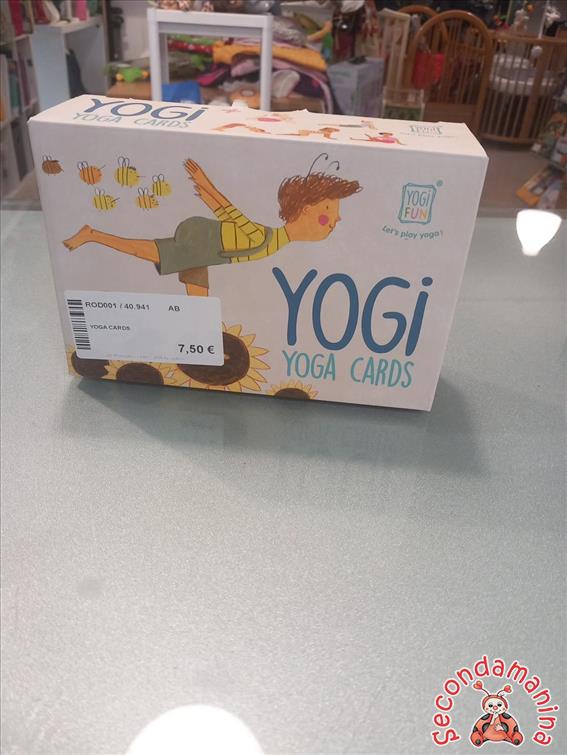 YOGi
YOGA CARDS
YOGI
FUN
Let's play yoga!
YOGi
YOGA CARDS
ROD001 / 40.941 AB
YOGA CARDS
7,50 €
Secondamanina